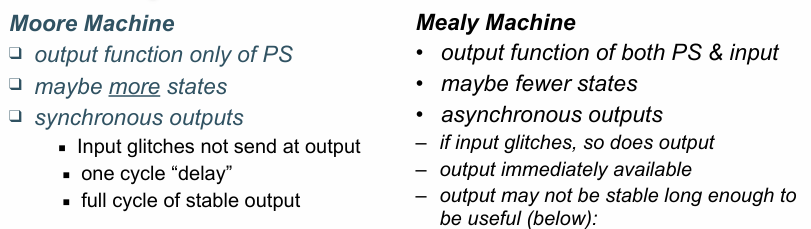 Moore Machine
❑ output function only of PS
❑ maybe more states
❑ synchronous outputs
▪ Input glitches not send at output
▪ one cycle “delay”
▪ full cycle of stable output
Mealy Machine
• output function of both PS & input
• maybe fewer states
• asynchronous outputs
– if input glitches, so does output
– output immediately available
– output may not be stable long enough to
be useful (below):